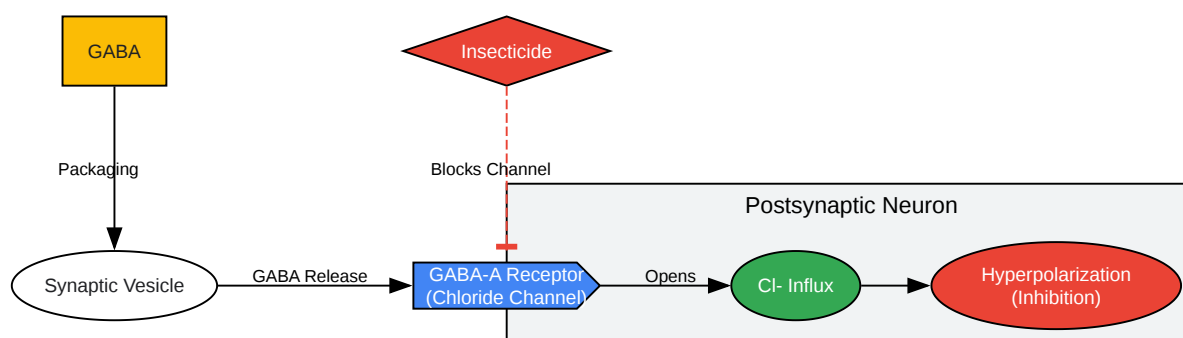 GABA
Insecticide
Packaging
Blocks Channel
Postsynaptic Neuron
Synaptic Vesicle
GABA Release
GABA-A Receptor
(Chloride Channel)
Opens
Cl- Influx
Hyperpolarization
(Inhibition)